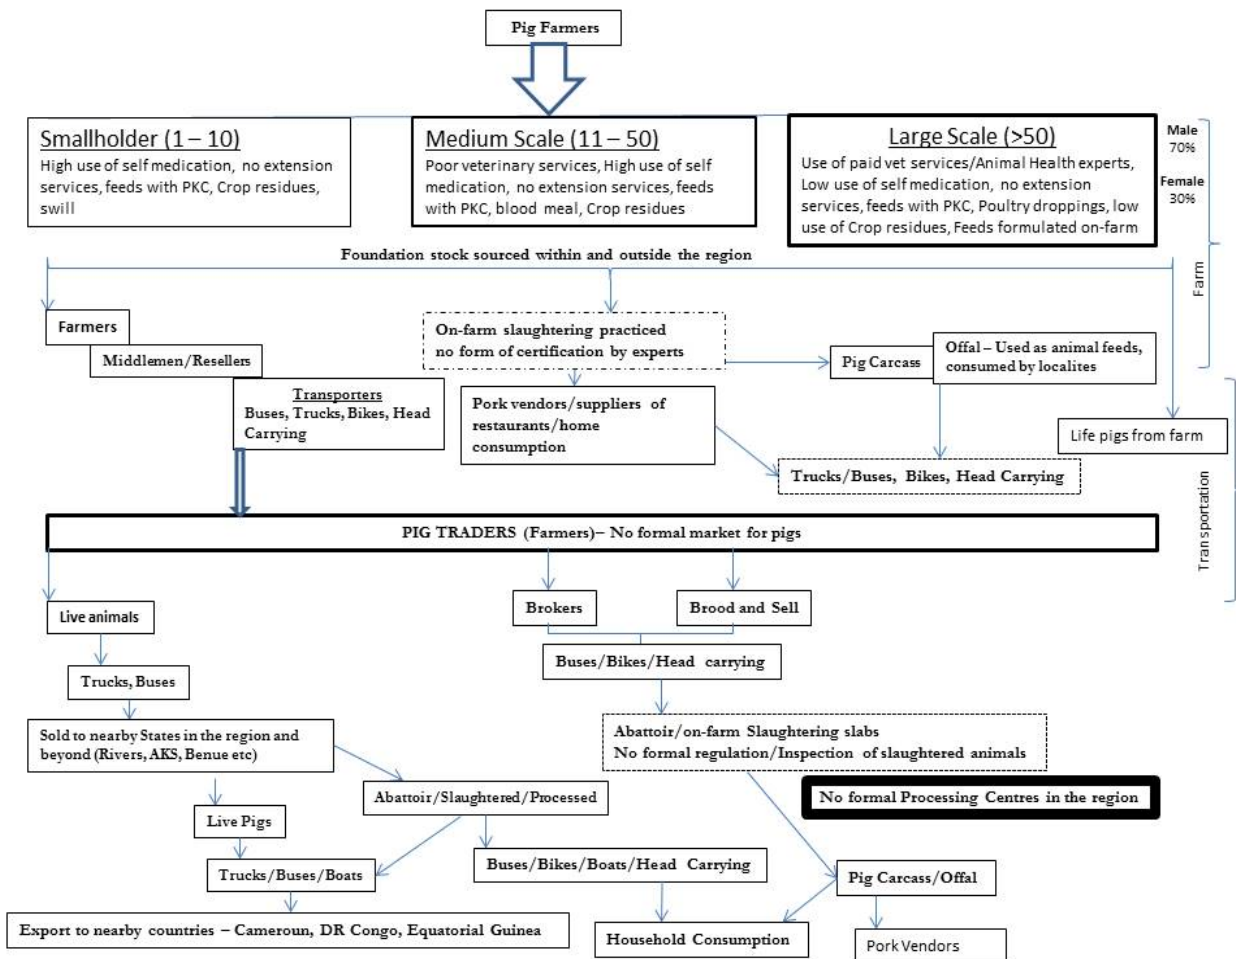 Pig Farmers
Smallholder (1 – 10)
High use of self medication, no extension
services, feeds with PKC, Crop residues,
swill
Medium Scale (11 – 50)
Poor veterinary services, High use of self
medication, no extension services, feeds
with PKC, blood meal, Crop residues
Large Scale (>50)
Use of paid vet services/Animal Health experts,
Low use of self medication, no extension
services, feeds with PKC, Poultry droppings, low
use of Crop residues, Feeds formulated on-farm
Male
70%
Female
30%
Farm
Foundation stock sourced within and outside the region
Farmers
Middlemen/Resellers
Transporters
Buses, Trucks, Bikes, Head
Carrying
On-farm slaughtering practiced
no form of certification by experts
Pig Carcass
Offal – Used as animal feeds,
consumed by localites
Pork vendors/suppliers of
restaurants/home
consumption
Life pigs from farm
Trucks/Buses, Bikes, Head Carrying
Transportation
PIG TRADERS (Farmers)– No formal market for pigs
Live animals
Brokers
Brood and Sell
Buses/Bikes/Head carrying
Trucks, Buses
Sold to nearby States in the region and
beyond (Rivers, AKS, Benue etc)
Abattoir/on-farm Slaughtering slabs
No formal regulation/Inspection of slaughtered animals
Abattoir/Slaughtered/Processed
No formal Processing Centres in the region
Live Pigs
Trucks/Buses/Boats
Buses/Bikes/Boats/Head Carrying
Pig Carcass/Offal
Export to nearby countries – Cameroun, DR Congo, Equatorial Guinea
Household Consumption
Pork Vendors